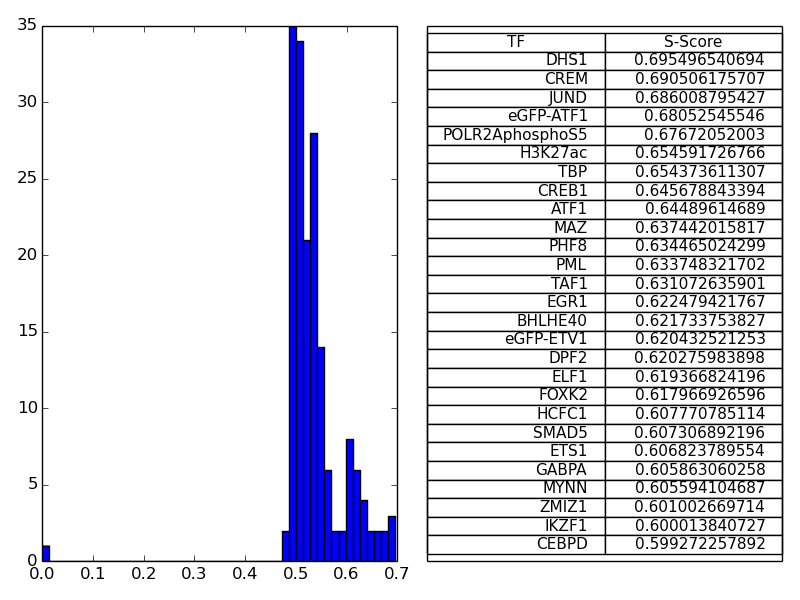 35
30
25
20
15
10
5
0
0.0 0.1 0.2 0.3 0.4 0.5 0.6 0.7
TF S-Score
DHS1 0.695496540694
CREM 0.690506175707
JUND 0.686008795427
eGFP-ATF1 0.68052545546
POLR2AphosphoS5 0.67672052003
H3K27ac 0.654591726766
TBP 0.654373611307
CREB1 0.645678843394
ATF1 0.64489614689
MAZ 0.637442015817
PHF8 0.634465024299
PML 0.633748321702
TAF1 0.631072635901
EGR1 0.622479421767
BHLHE40 0.621733753827
eGFP-ETV1 0.620432521253
DPF2 0.620275983898
ELF1 0.619366824196
FOXK2 0.617966926596
HCFC1 0.607770785114
SMAD5 0.607306892196
ETS1 0.606823789554
GABPA 0.605863060258
MYNN 0.605594104687
ZMIZ1 0.601002669714
IKZF1 0.600013840727
CEBPD 0.599272257892